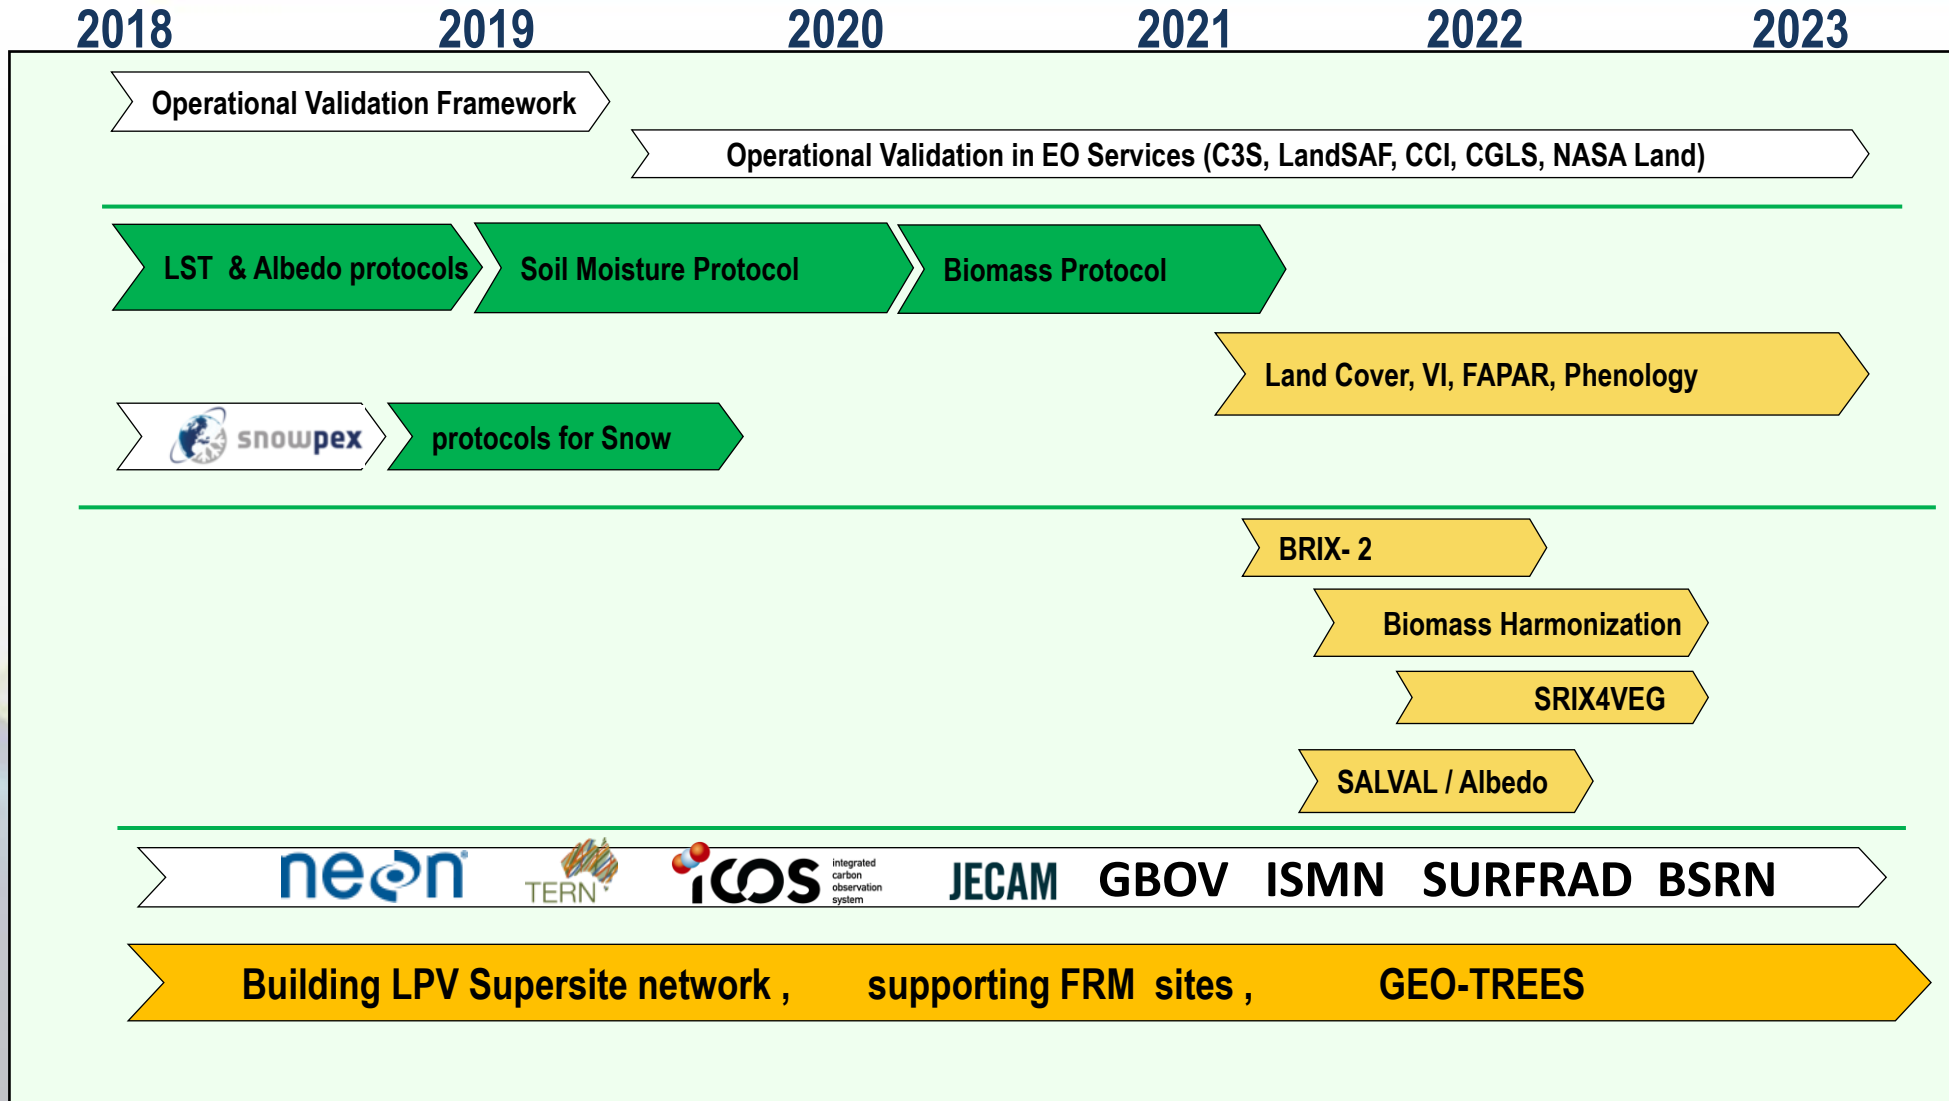 2018 2019 2020 2021 2022 2023
Operational Validation Framework
Operational Validation in EO Services (C3S, LandSAF, CCI, CGLS, NASA Land)
LST & Albedo protocols
Soil Moisture Protocol
Biomass Protocol
Land Cover, VI, FAPAR, Phenology
snowpex
protocols for Snow
BRIX- 2
Biomass Harmonization
SRIX4VEG
SALVAL / Albedo
neon
TERN
icos
integrated
carbon
observation
system
JECAM
GBOV ISMN SURFRAD BSRN
Building LPV Supersite network , supporting FRM sites , GEO-TREES